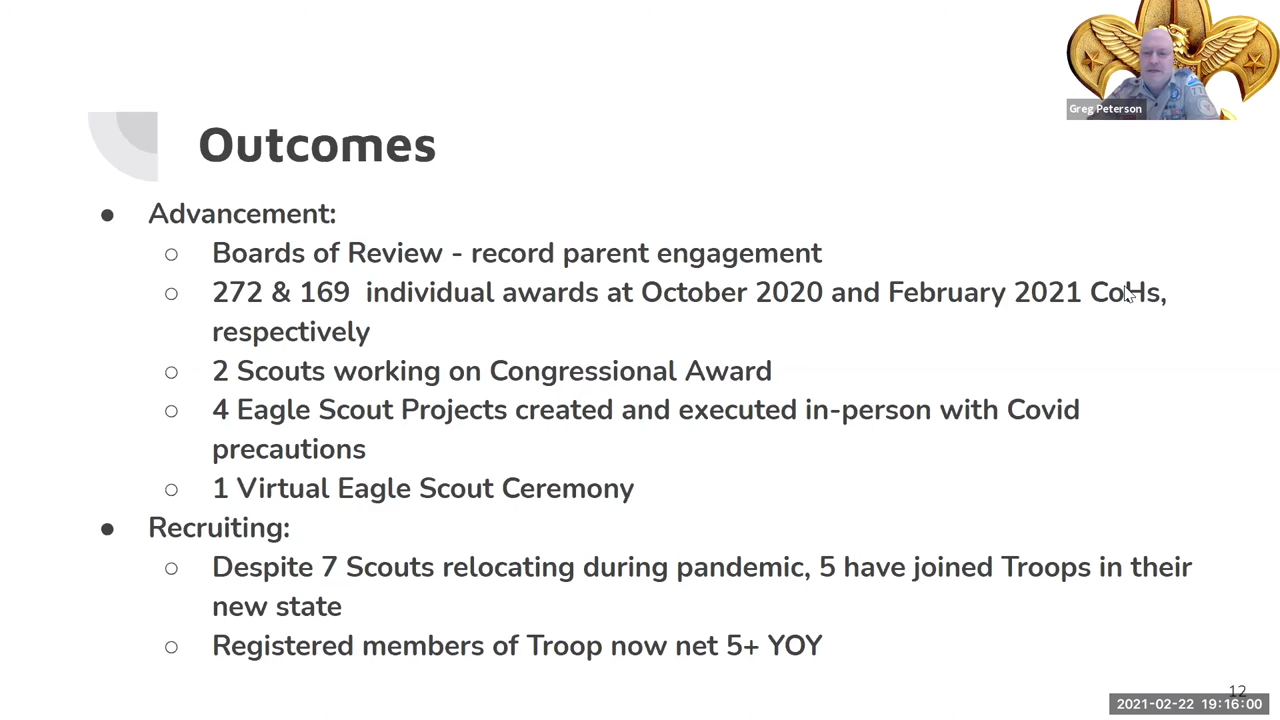 Greg Peterson
Outcomes
● Advancement:
○ Boards of Review - record parent engagement
○ 272 & 169 individual awards at October 2020 and February 2021 CoHs,
respectively
○ 2 Scouts working on Congressional Award
○ 4 Eagle Scout Projects created and executed in-person with Covid
precautions
○ 1 Virtual Eagle Scout Ceremony
● Recruiting:
○ Despite 7 Scouts relocating during pandemic, 5 have joined Troops in their
new state
○ Registered members of Troop now net 5+ YOY
12
2021-02-22 19:16:00